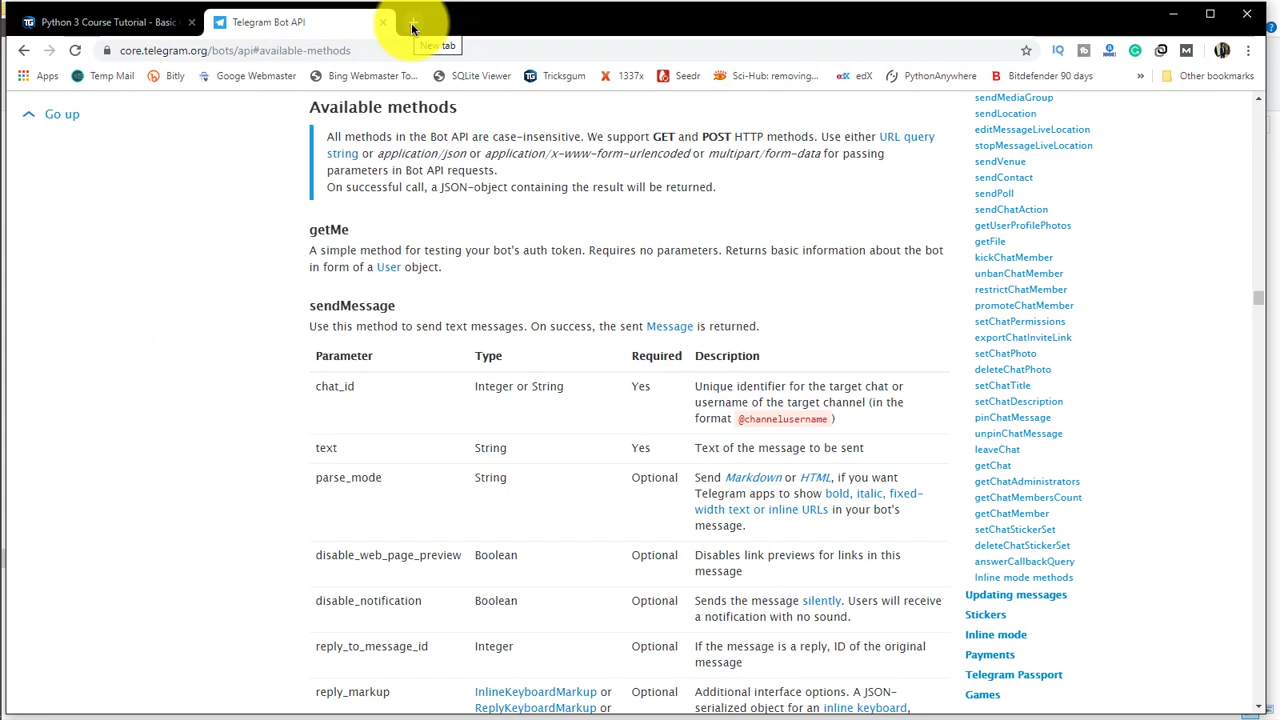 Python 3 Course Tutorial - Basic
Telegram Bot API
New tab
core.telegram.org/bots/api#available-methods
Apps
Temp Mail
Bitly
Google Webmaster
Bing Webmaster To...
SQLite Viewer
Tricksgum
1337x
Seedr
Sci-Hub: removing...
edX
PythonAnywhere
Bitdefender 90 days
»
Other bookmarks
Go up
Available methods
All methods in the Bot API are case-insensitive. We support GET and POST HTTP methods. Use either URL query
string or application/json or application/x-www-form-urlencoded or multipart/form-data for passing
parameters in Bot API requests.
On successful call, a JSON-object containing the result will be returned.
getMe
A simple method for testing your bot's auth token. Requires no parameters. Returns basic information about the bot
in form of a User object.
sendMessage
Use this method to send text messages. On success, the sent Message is returned.
Parameter Type Required Description
chat_id Integer or String Yes Unique identifier for the target chat or
username of the target channel (in the
format @channelusername)
text String Yes Text of the message to be sent
parse_mode String Optional Send Markdown or HTML, if you want
Telegram apps to show bold, italic, fixed-
width text or inline URLs in your bot's
message.
disable_web_page_preview Boolean Optional Disables link previews for links in this
message
disable_notification Boolean Optional Sends the message silently. Users will receive
a notification with no sound.
reply_to_message_id Integer Optional If the message is a reply, ID of the original
message
reply_markup InlineKeyboardMarkup or Optional Additional interface options. A JSON-
ReplyKeyboardMarkup or serialized object for an inline keyboard,
sendMediaGroup
sendLocation
editMessageLiveLocation
stopMessageLiveLocation
sendVenue
sendContact
sendPoll
sendChatAction
getUserProfilePhotos
getFile
kickChatMember
unbanChatMember
restrictChatMember
promoteChatMember
setChatPermissions
exportChatInviteLink
setChatPhoto
deleteChatPhoto
setChatTitle
setChatDescription
pinChatMessage
unpinChatMessage
leaveChat
getChat
getChatAdministrators
getChatMembersCount
getChatMember
setChatStickerSet
deleteChatStickerSet
answerCallbackQuery
Inline mode methods
Updating messages
Stickers
Inline mode
Payments
Telegram Passport
Games